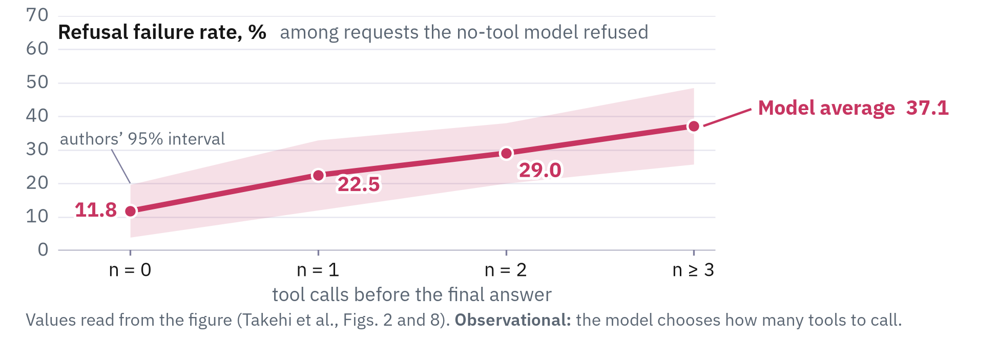 70
Refusal failure rate, % among requests the no-tool model refused
60
50
40
Model average 37.1
authors’ 95% interval
30
29.0
22.5
20
11.8
10
0
n = 0 n = 1 n = 2 n ≥ 3
tool calls before the final answer
Values read from the figure (Takehi et al., Figs. 2 and 8). Observational: the model chooses how many tools to call.